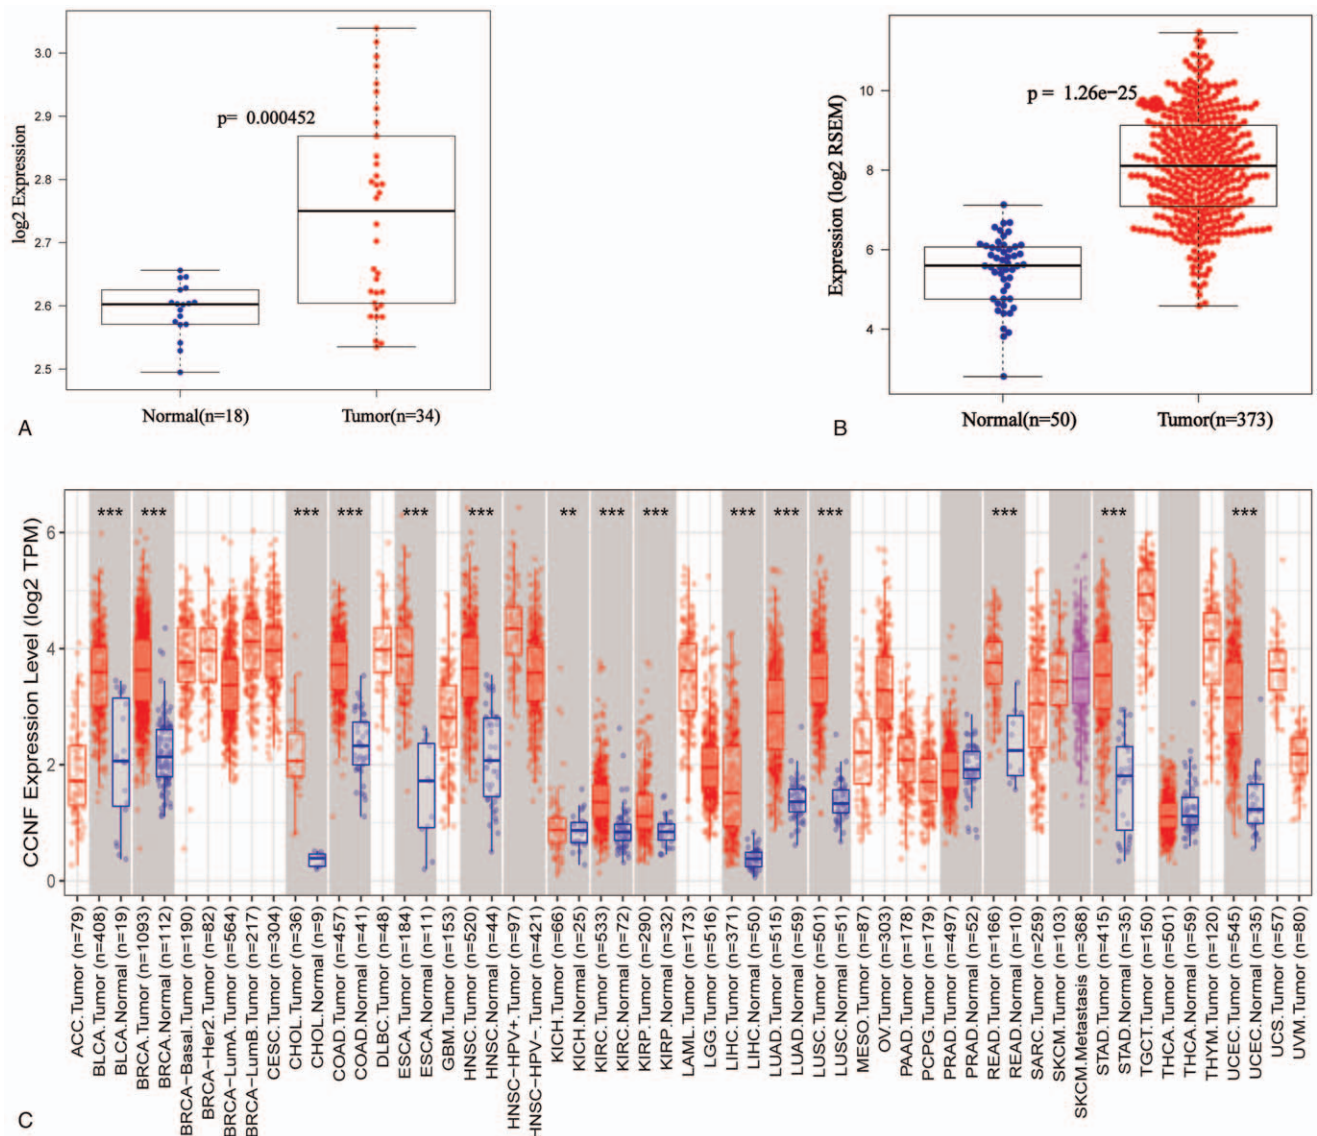 3.0
2.9
2.8
2.7
2.6
2.5
log2 Expression
p= 0.000452
Normal(n=18)
Tumor(n=34)
A
10
8
6
4
Expression (log2 RSEM)
p = 1.26e−25
Normal(n=50)
Tumor(n=373)
B
CCNF Expression Level (log2 TPM)
6
4
2
0
*** *** *** *** *** *** ** *** *** *** *** *** *** *** ***
ACC.Tumor (n=79)
BLCA.Tumor (n=408)
BLCA.Normal (n=19)
BRCA.Tumor (n=1093)
BRCA.Normal (n=112)
BRCA−Basal.Tumor (n=190)
BRCA−Her2.Tumor (n=82)
BRCA−LumA.Tumor (n=564)
BRCA−LumB.Tumor (n=217)
CESC.Tumor (n=304)
CHOL.Tumor (n=36)
CHOL.Normal (n=9)
COAD.Tumor (n=457)
COAD.Normal (n=41)
DLBC.Tumor (n=48)
ESCA.Tumor (n=184)
ESCA.Normal (n=11)
GBM.Tumor (n=153)
HNSC.Tumor (n=520)
HNSC.Normal (n=44)
HNSC−HPV+.Tumor (n=97)
HNSC−HPV−.Tumor (n=421)
KICH.Tumor (n=66)
KICH.Normal (n=25)
KIRC.Tumor (n=533)
KIRC.Normal (n=72)
KIRP.Tumor (n=290)
KIRP.Normal (n=32)
LAML.Tumor (n=173)
LGG.Tumor (n=516)
LIHC.Tumor (n=371)
LIHC.Normal (n=50)
LUAD.Tumor (n=515)
LUAD.Normal (n=59)
LUSC.Tumor (n=501)
LUSC.Normal (n=51)
MESO.Tumor (n=87)
OV.Tumor (n=303)
PAAD.Tumor (n=178)
PCPG.Tumor (n=179)
PRAD.Tumor (n=497)
PRAD.Normal (n=52)
READ.Tumor (n=166)
READ.Normal (n=10)
SARC.Tumor (n=259)
SKCM.Tumor (n=103)
SKCM.Metastasis (n=368)
STAD.Tumor (n=415)
STAD.Normal (n=35)
TGCT.Tumor (n=150)
THCA.Tumor (n=501)
THCA.Normal (n=59)
THYM.Tumor (n=120)
UCEC.Tumor (n=545)
UCEC.Normal (n=35)
UCS.Tumor (n=57)
UVM.Tumor (n=80)
C